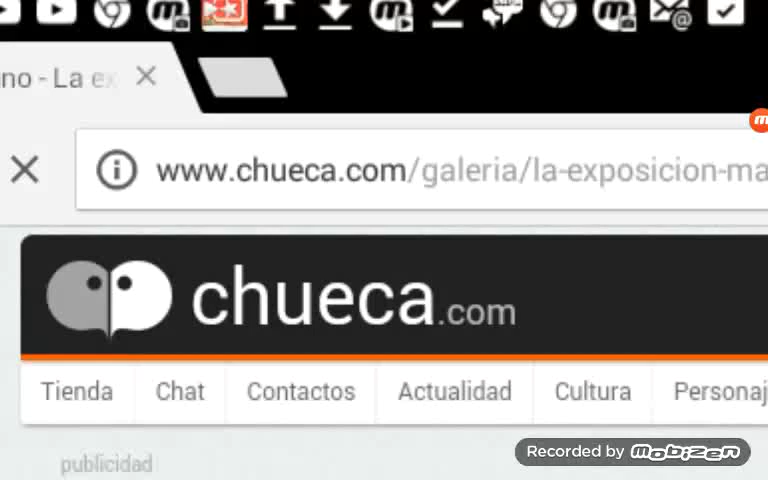 no - La ex
www.chueca.com/galeria/la-exposicion-ma
chueca.com
Tienda Chat Contactos Actualidad Cultura Personaj
publicidad
Recorded by mobizen